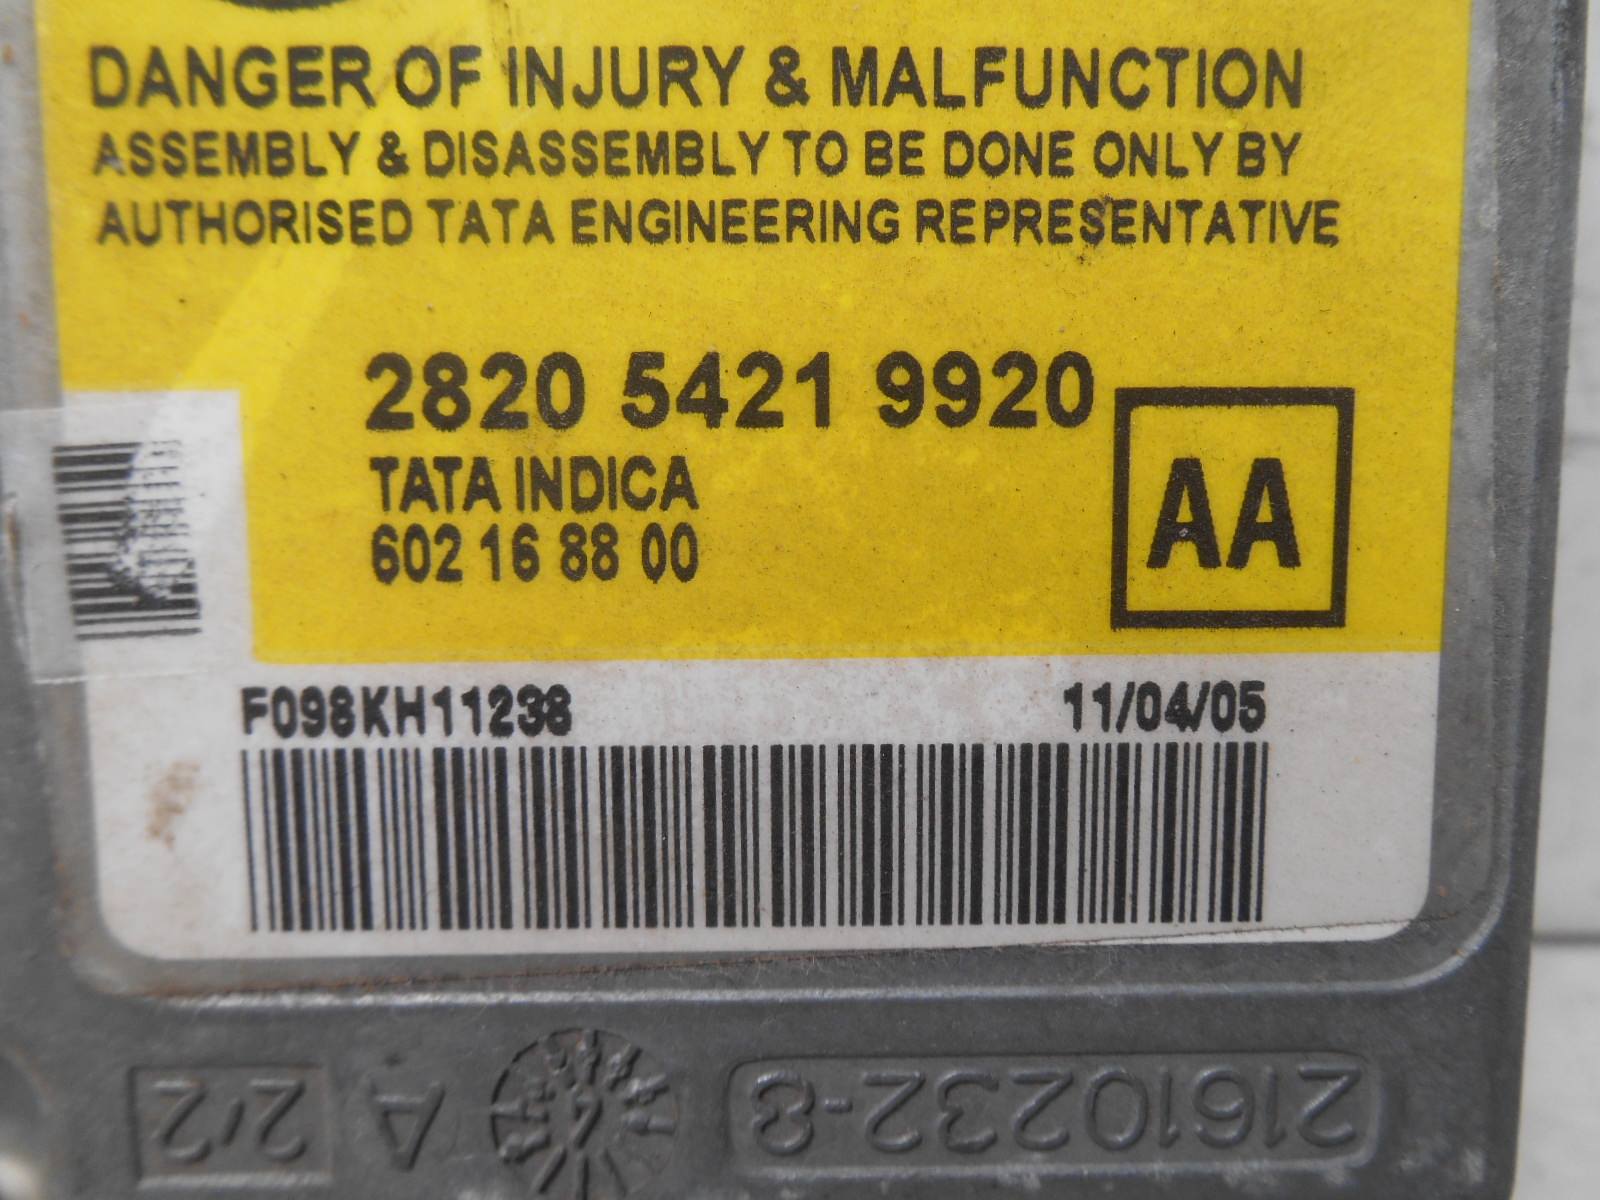 DANGER OF INJURY & MALFUNCTION
ASSEMBLY & DISASSEMBLY TO BE DONE ONLY BY
AUTHORISED TATA ENGINEERING REPRESENTATIVE
2820 5421 9920
TATA INDICA
602 16 88 00
AA
F098KH11238
11/04/05
21610232-8
A
2/2